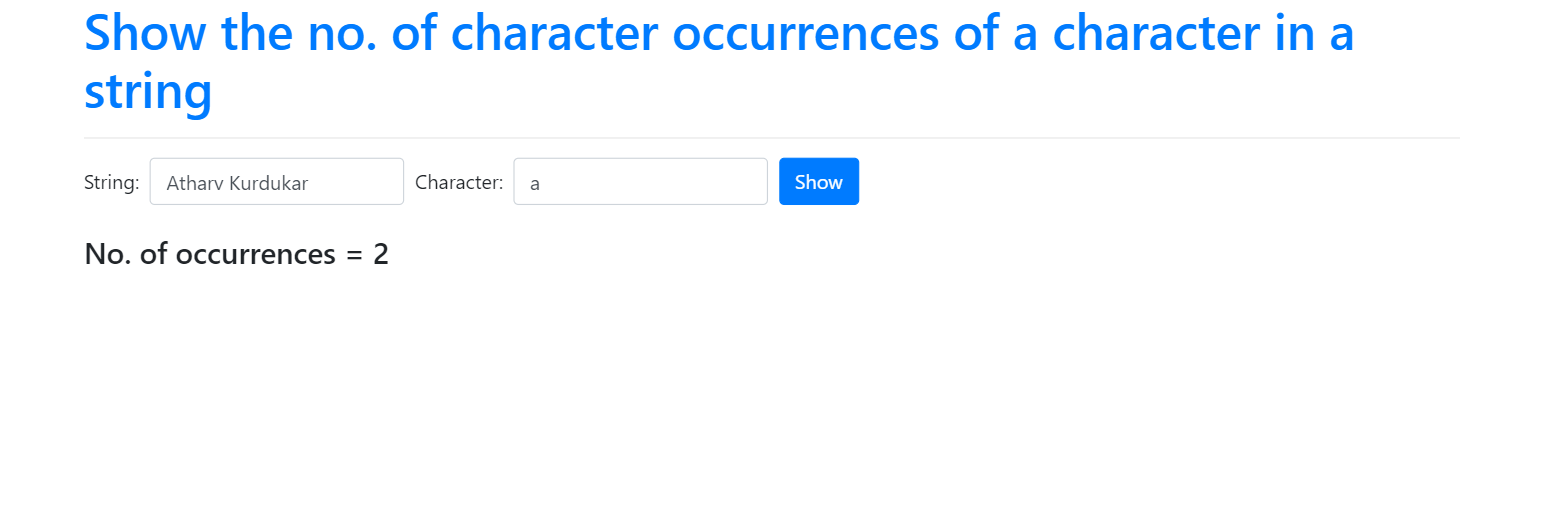 Show the no. of character occurrences of a character in a
string
String: Atharv Kurdukar Character: a Show
No. of occurrences = 2